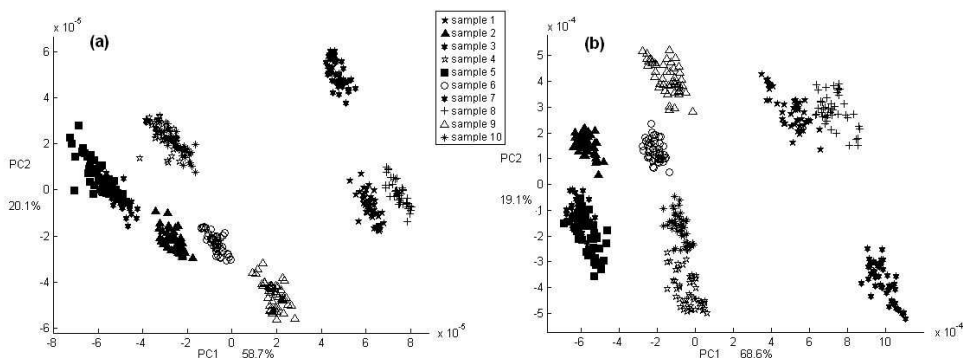 x 10⁻⁵
(a)
6
4
2
0
-2
-4
-6
PC2
20.1%
-8
-6
-4
-2
0
2
4
6
8
x 10⁻⁵
PC1
58.7%
sample 1
sample 2
sample 3
sample 4
sample 5
sample 6
sample 7
sample 8
sample 9
sample 10
x 10⁻⁴
(b)
5
4
3
2
1
0
-1
-2
-3
-4
-5
PC2
19.1%
-6
-4
-2
0
2
4
6
8
10
x 10⁻⁴
PC1
68.6%